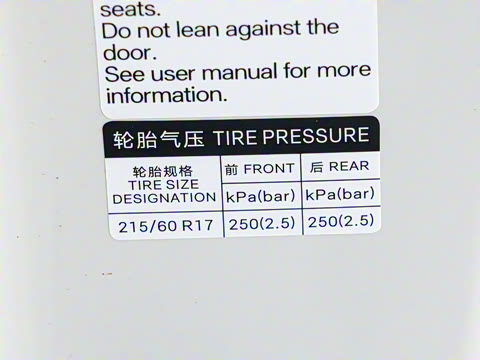 seats.
Do not lean against the
door.
See user manual for more
information.
轮胎气压 TIRE PRESSURE
轮胎规格
TIRE SIZE
DESIGNATION
前 FRONT
后 REAR
kPa(bar)
kPa(bar)
215/60 R17
250(2.5)
250(2.5)